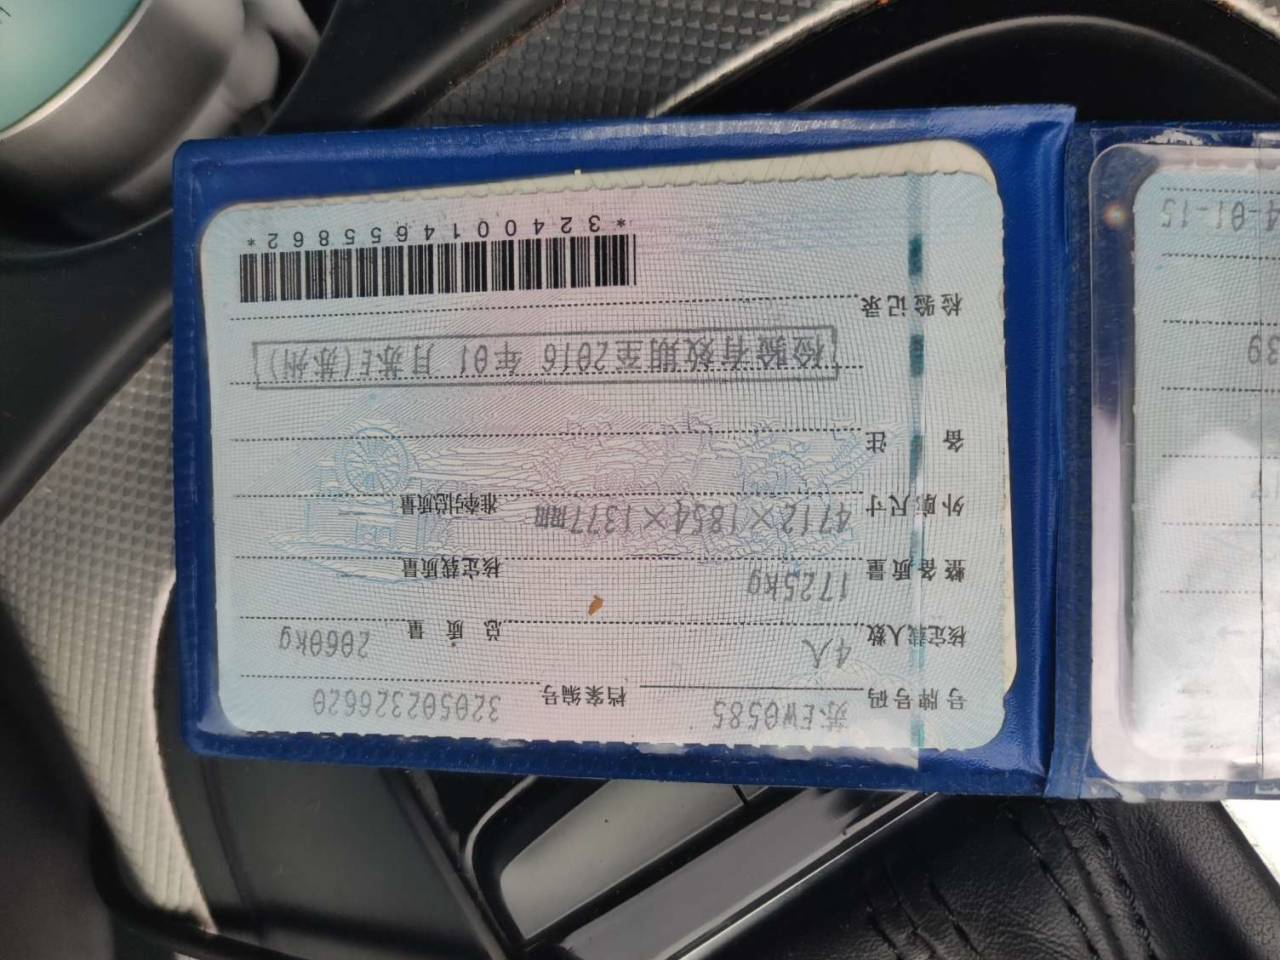 号牌号码 苏EW0585 档案编号 320502320620
核定载人数 4人 总质量 2060kg
整备质量 1725kg 核定载质量
外廓尺寸 4712×1854×1377mm 准牵引总质量
备注
检验有效期至2016年01月苏E(苏州)
检验记录
*3240014655862*
4-01-15
39